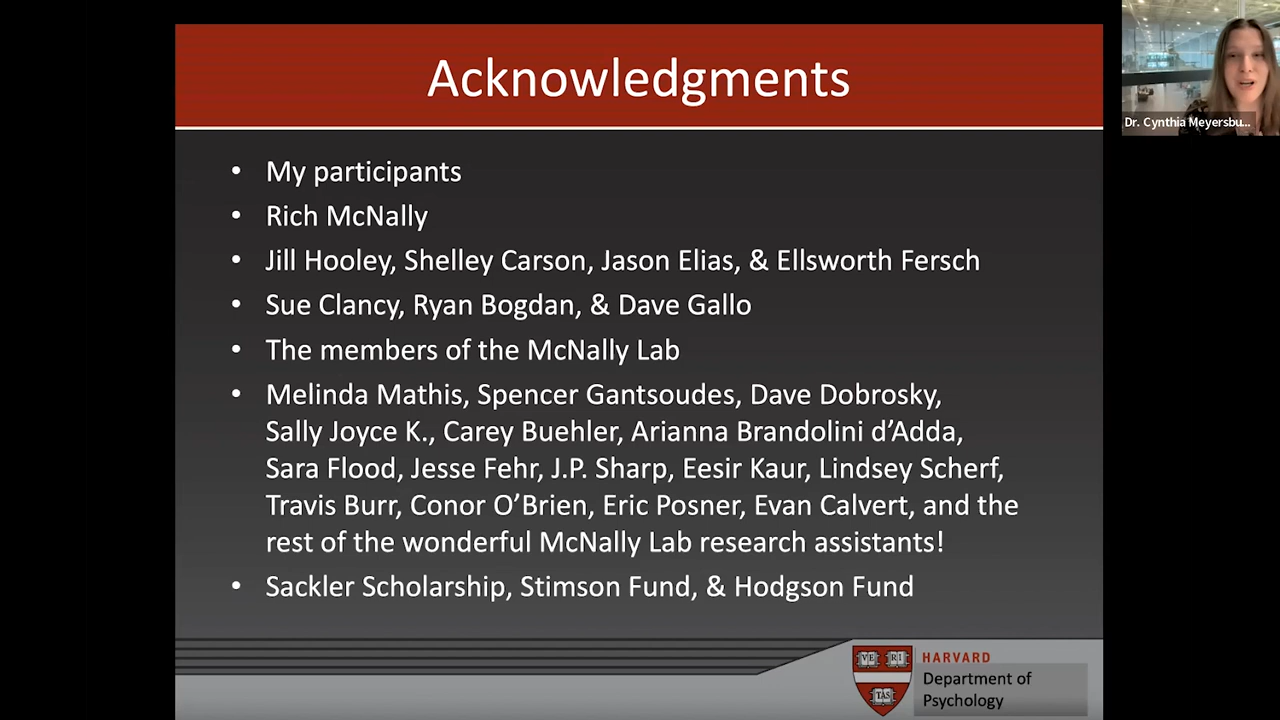 Acknowledgments
• My participants
• Rich McNally
• Jill Hooley, Shelley Carson, Jason Elias, & Ellsworth Fersch
• Sue Clancy, Ryan Bogdan, & Dave Gallo
• The members of the McNally Lab
• Melinda Mathis, Spencer Gantsoudes, Dave Dobrosky,
Sally Joyce K., Carey Buehler, Arianna Brandolini d’Adda,
Sara Flood, Jesse Fehr, J.P. Sharp, Eesir Kaur, Lindsey Scherf,
Travis Burr, Conor O’Brien, Eric Posner, Evan Calvert, and the
rest of the wonderful McNally Lab research assistants!
• Sackler Scholarship, Stimson Fund, & Hodgson Fund
VE RI
TAS
HARVARD
Department of
Psychology
Dr. Cynthia Meyersbu...